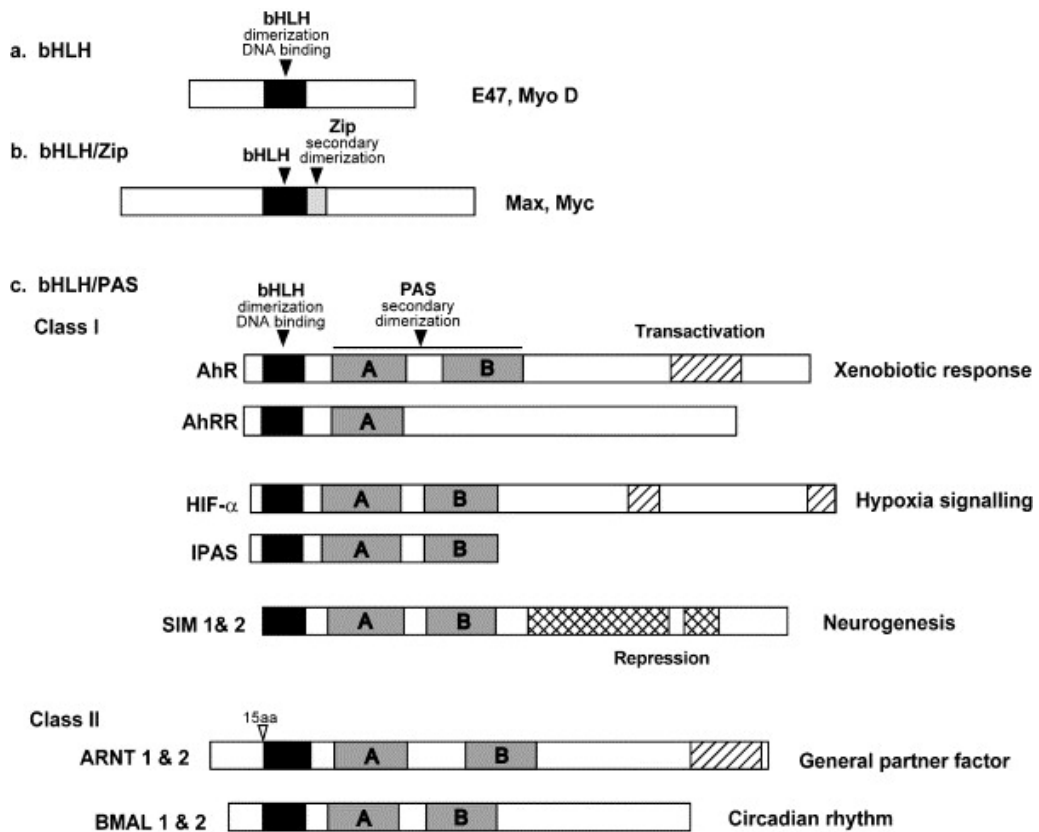 a. bHLH
bHLH
dimerization
DNA binding
E47, Myo D
b. bHLH/Zip
bHLH
Zip
secondary
dimerization
Max, Myc
c. bHLH/PAS
Class I
bHLH
dimerization
DNA binding
PAS
secondary
dimerization
Transactivation
AhR A B Xenobiotic response
AhRR A
HIF-α A B Hypoxia signalling
IPAS A B
SIM 1& 2 A B Neurogenesis
Repression
Class II
15aa
ARNT 1 & 2 A B General partner factor
BMAL 1 & 2 A B Circadian rhythm